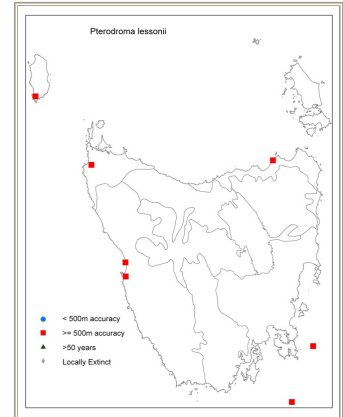 Pterodroma lessonii
< 500m accuracy
>= 500m accuracy
>50 years
Locally Extinct